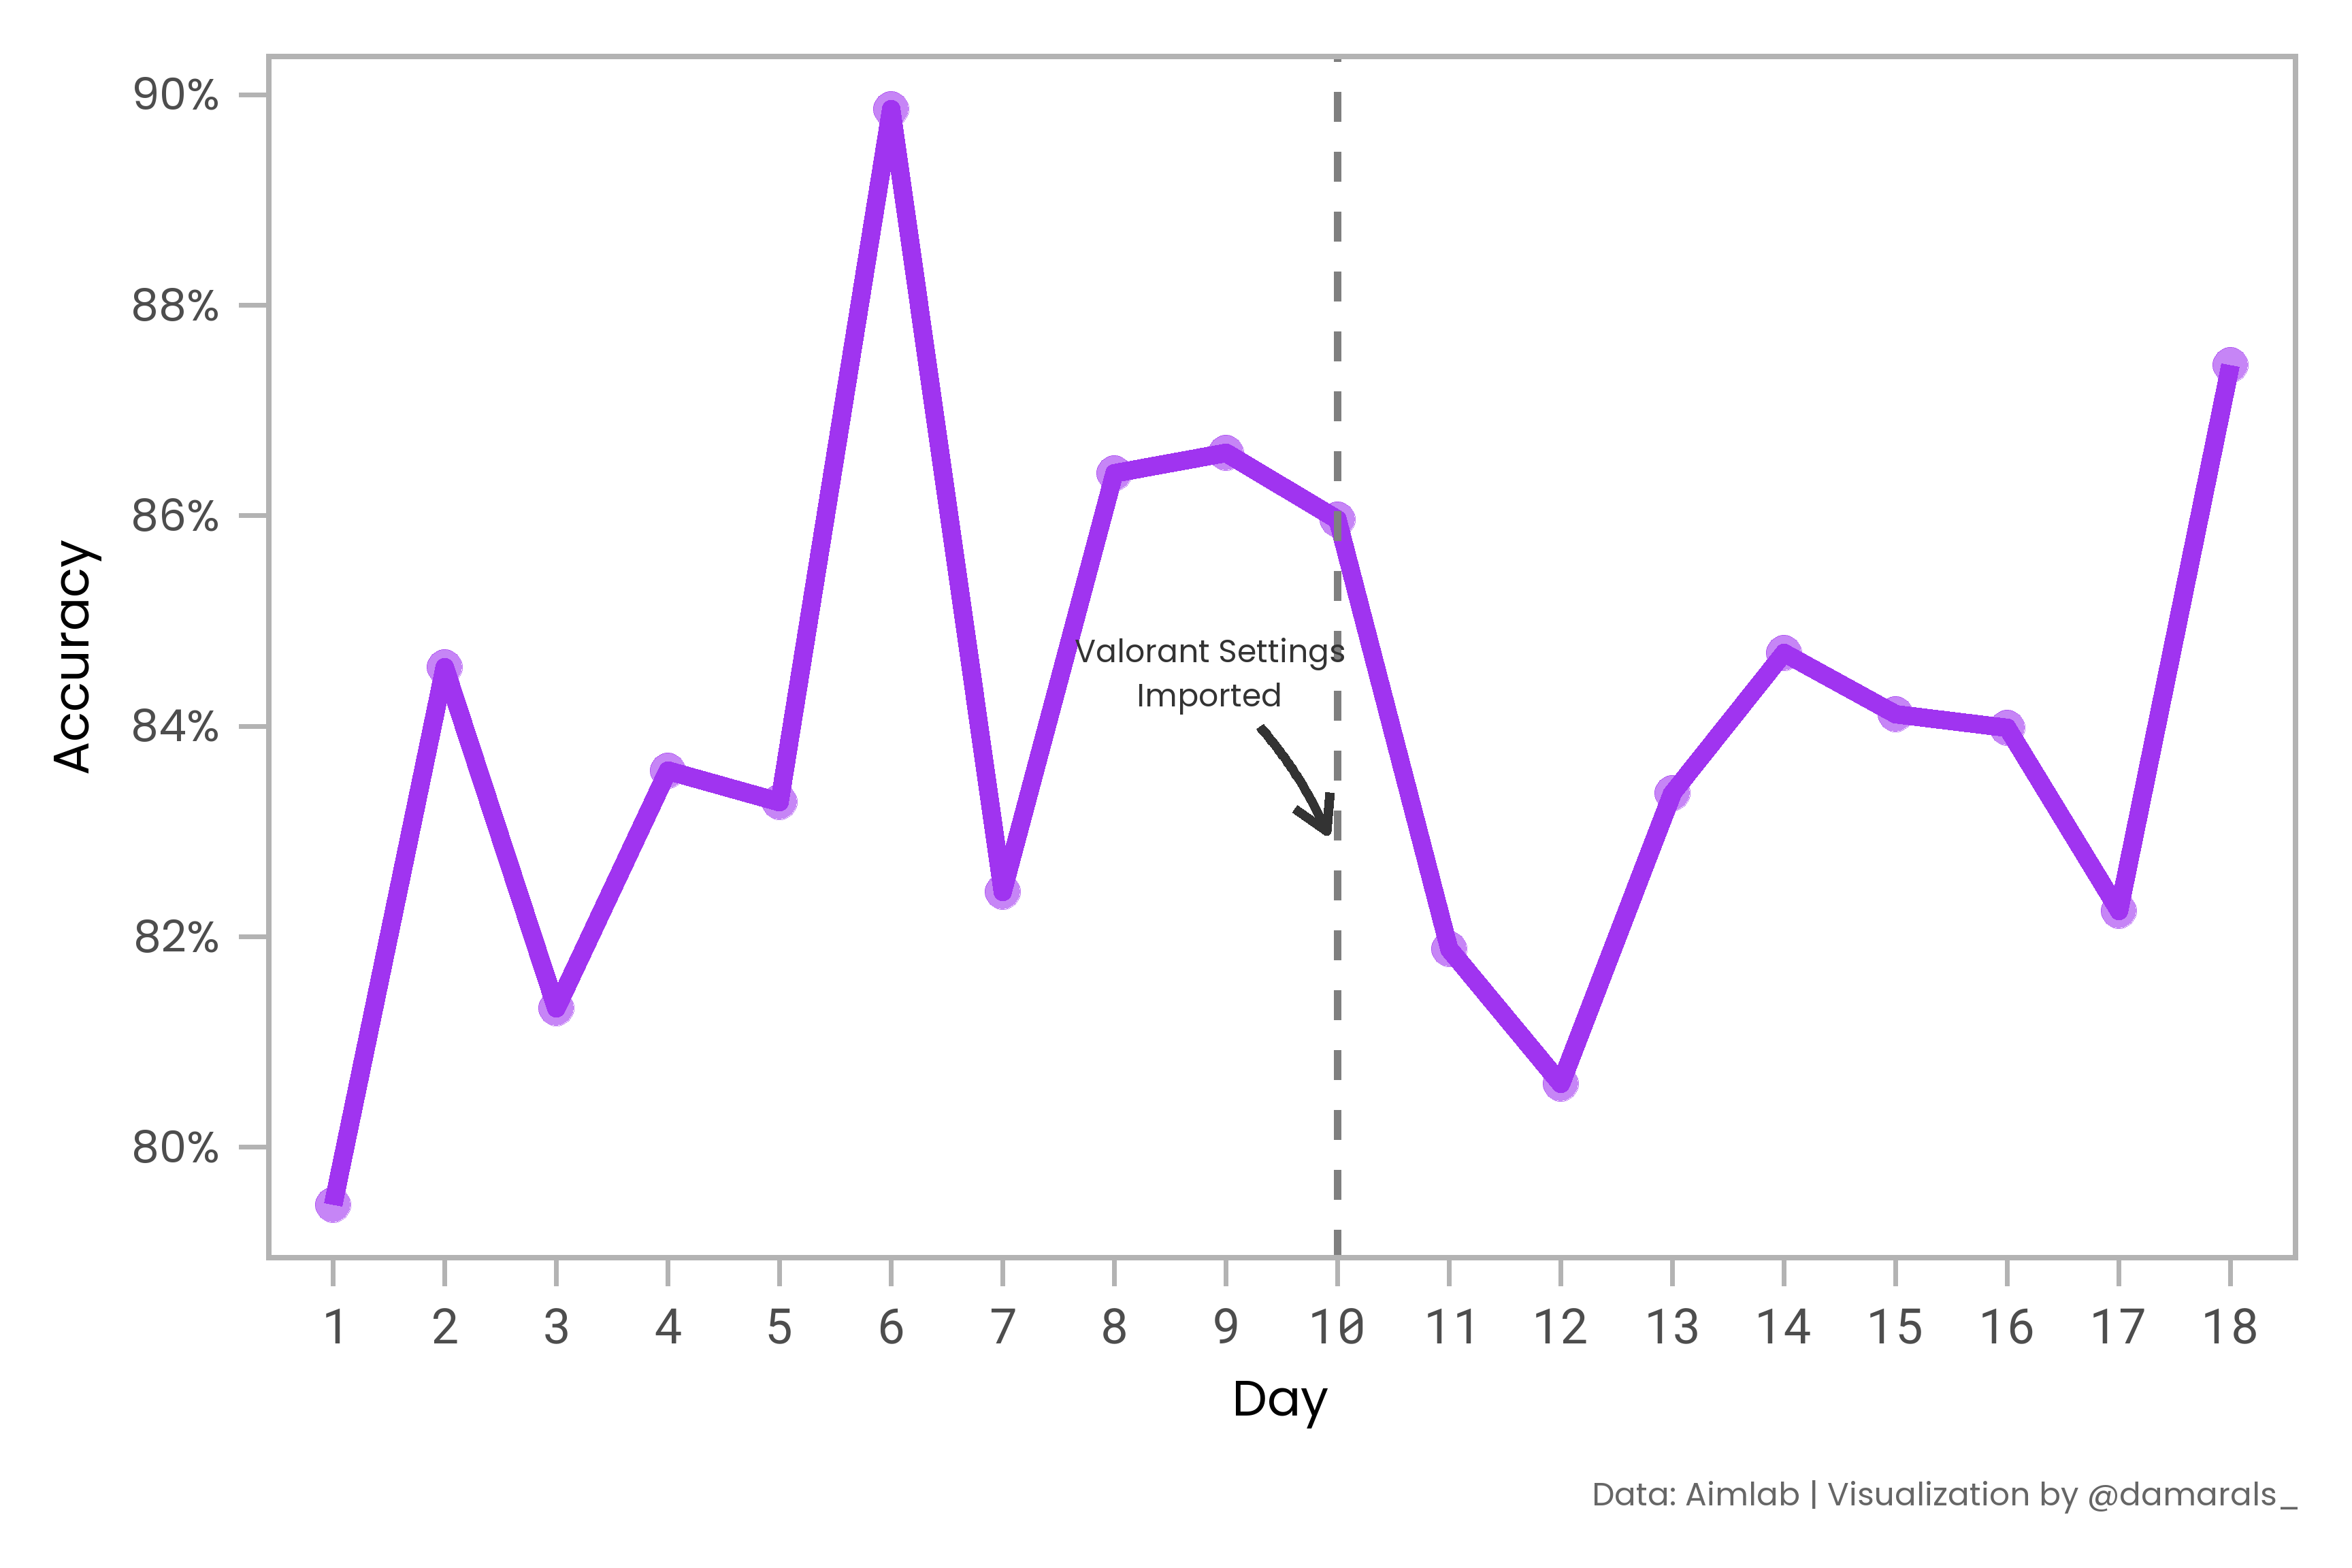 90%
88%
86%
84%
82%
80%
Accuracy
Valorant Settings
Imported
1 2 3 4 5 6 7 8 9 10 11 12 13 14 15 16 17 18
Day
Data: Aimlab | Visualization by @damarals_